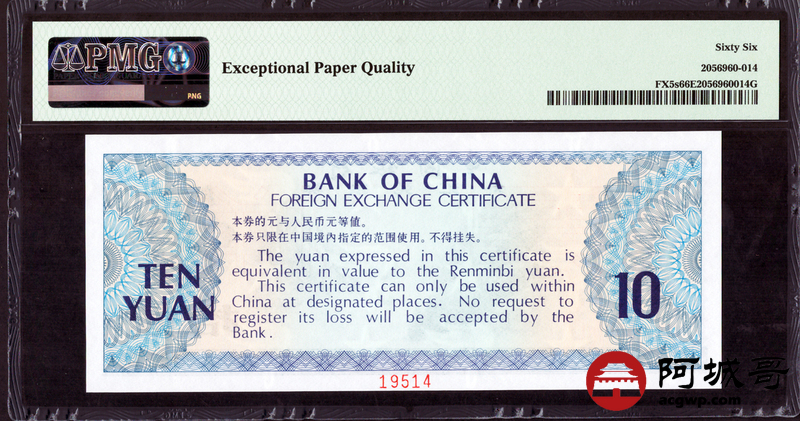 PMG
PNG
Exceptional Paper Quality
Sixty Six
2056960-014
FX5s66E2056960014G
BANK OF CHINA
FOREIGN EXCHANGE CERTIFICATE
本券的元与人民币元等值。
本券只限在中国境内指定的范围使用。不得挂失。
The yuan expressed in this certificate is
equivalent in value to the Renminbi yuan.
This certificate can only be used within
China at designated places. No request to
register its loss will be accepted by the
Bank.
TEN
YUAN
10
19514
阿城哥
acgwp.com